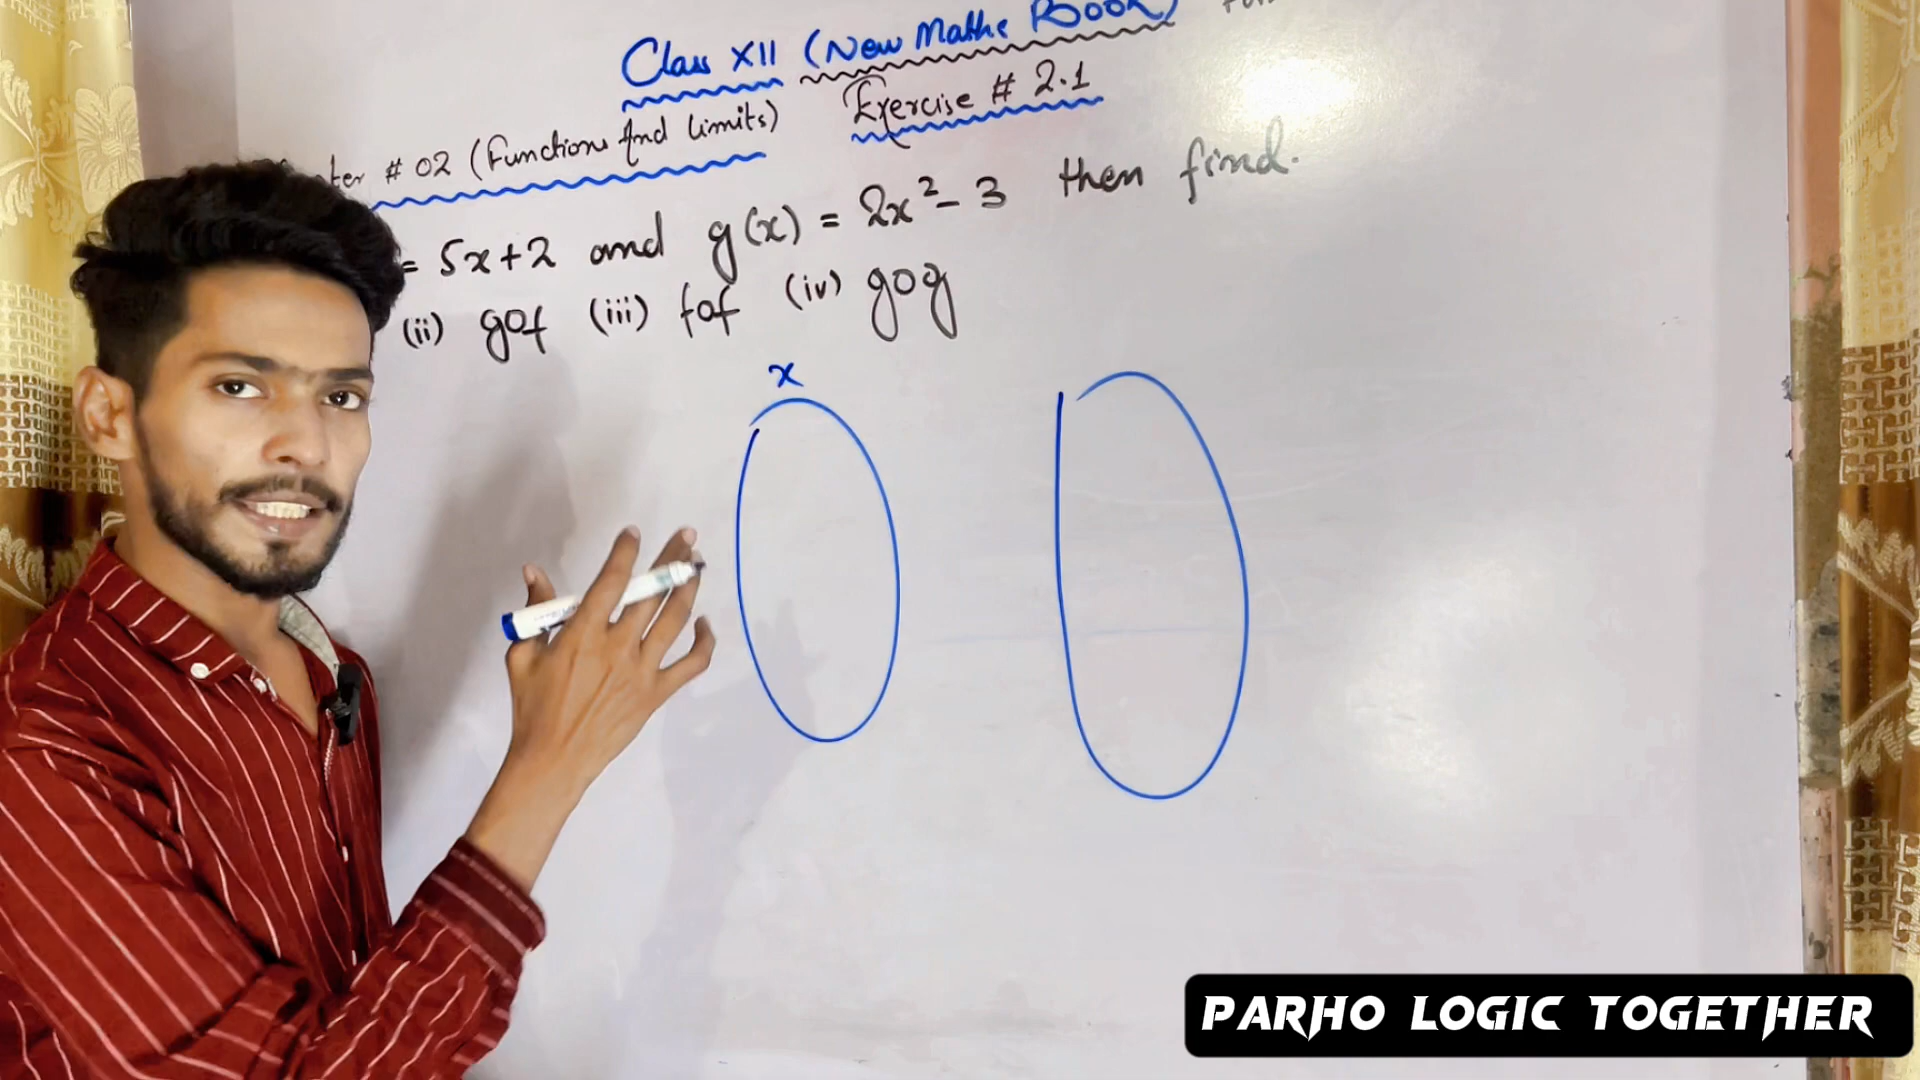 Class XII (New Maths Book)
# 02 (Functions And Limits) Exercise # 2.1
= 5x+2 and g(x) = 2x² - 3 then find.
(ii) gof (iii) fof (iv) gog
x
PARHO LOGIC TOGETHER